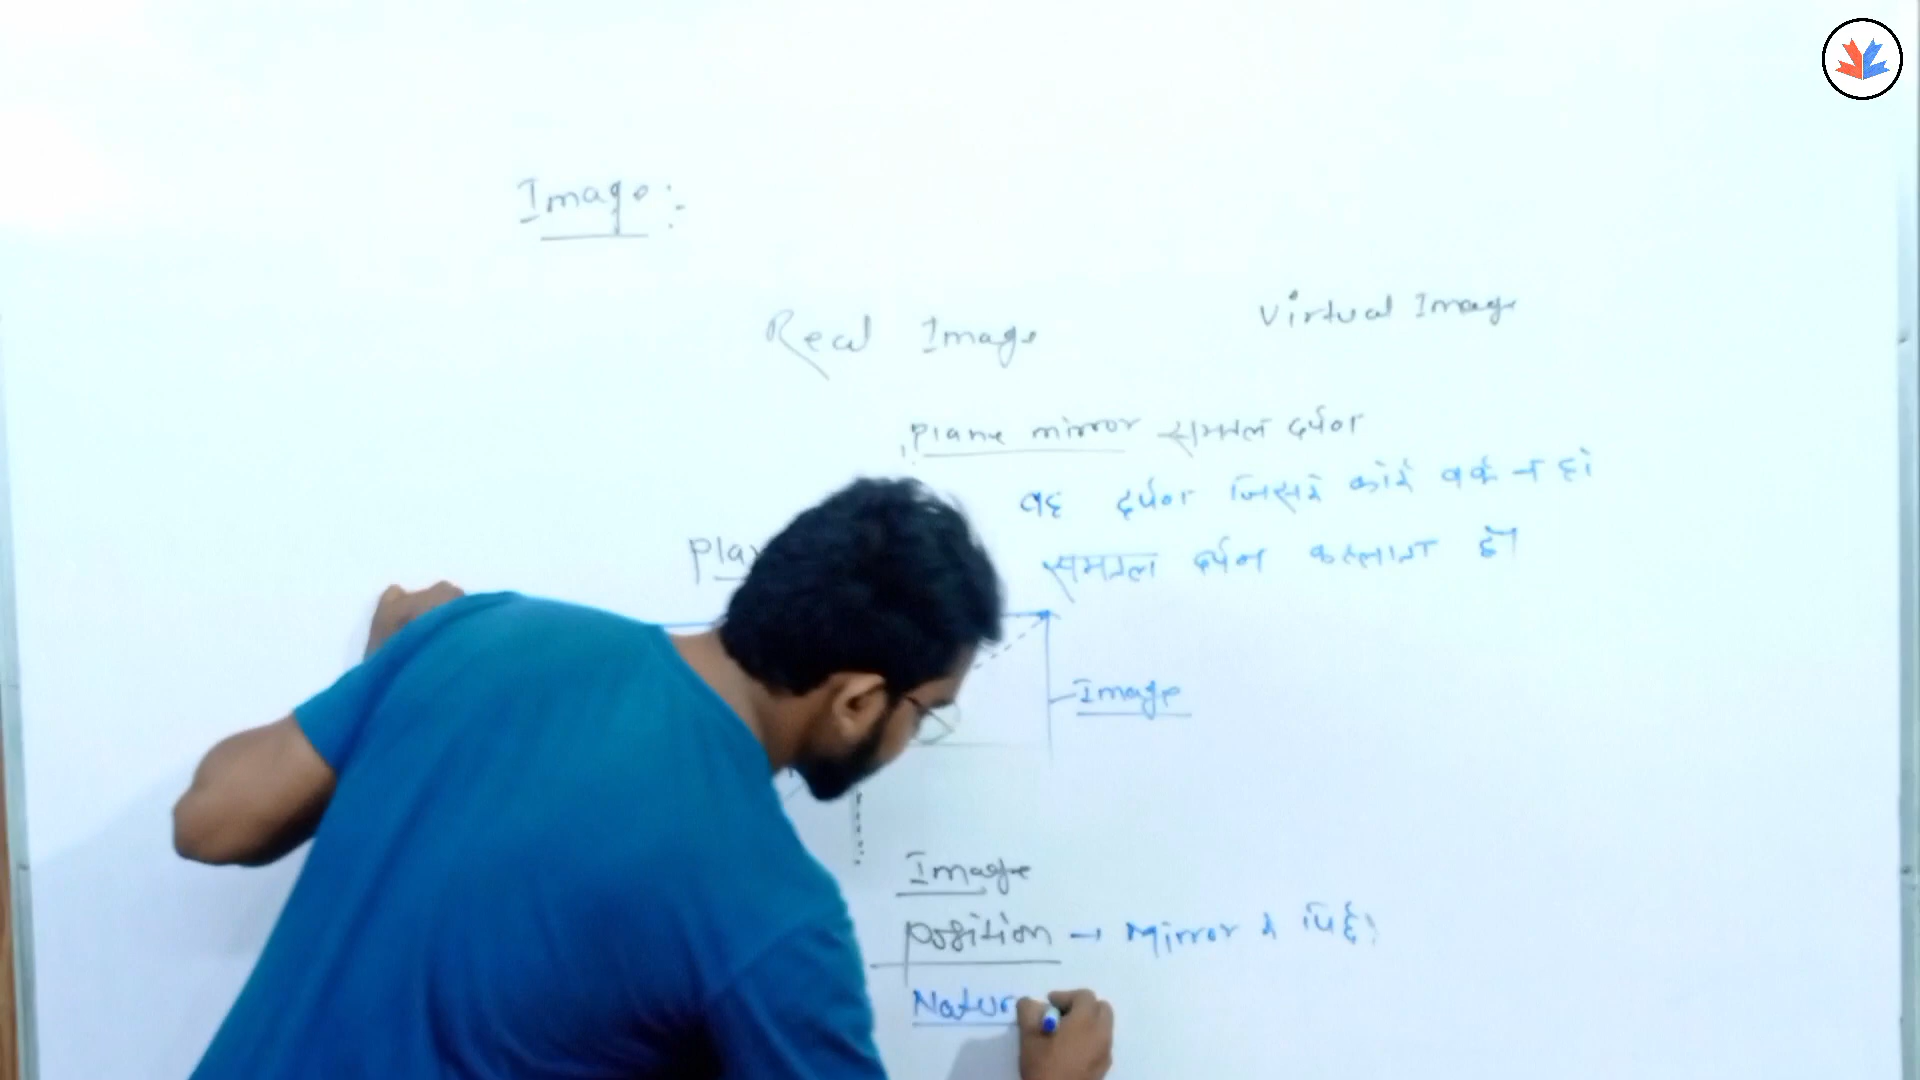 Image :-
Real Image
Virtual Image
Plane mirror समतल दर्पण
वह दर्पण जिसमें कोई वर्क न हो
समतल दर्पण कहलाता है
Image
Image
Position → Mirror के पिछे
Natur